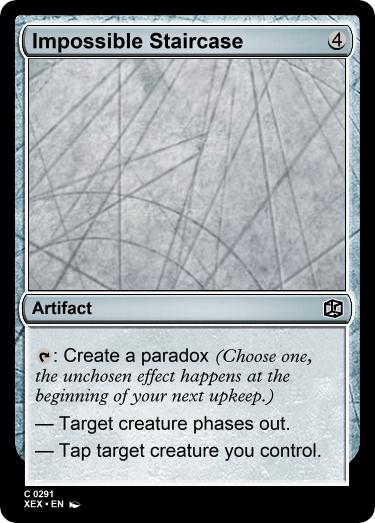 Impossible Staircase 4
Artifact
: Create a paradox (Choose one,
the unchosen effect happens at the
beginning of your next upkeep.)
— Target creature phases out.
— Tap target creature you control.
C 0291
XEX • EN